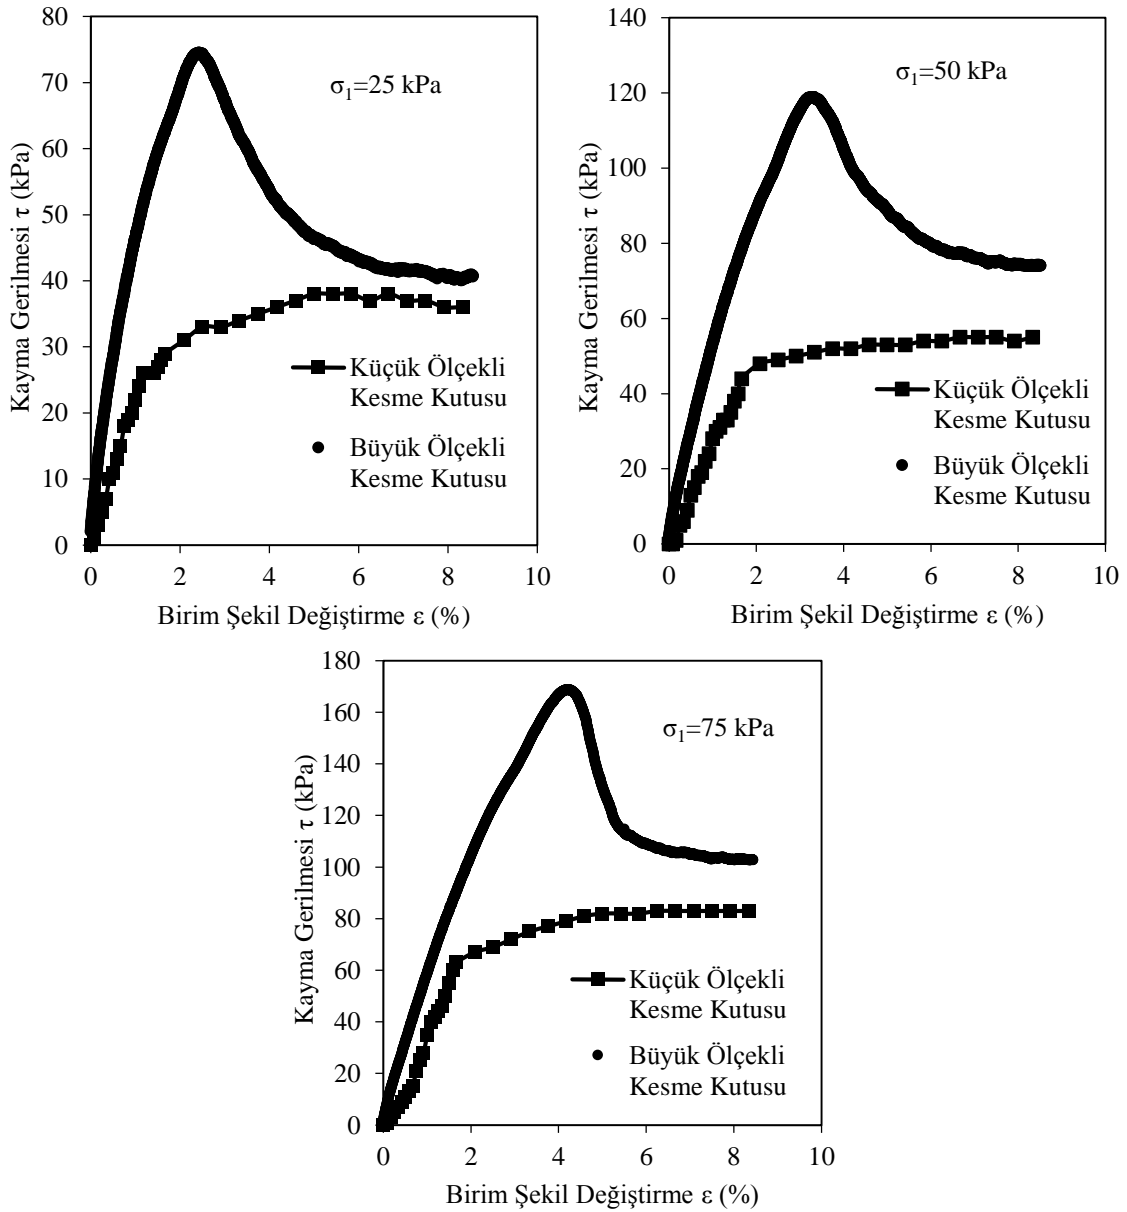 80
70
60
50
40
30
20
10
0
0 2 4 6 8 10
Kayma Gerilmesi τ (kPa)
Birim Şekil Değiştirme ε (%)
σ₁=25 kPa
Küçük Ölçekli
Kesme Kutusu
Büyük Ölçekli
Kesme Kutusu
140
120
100
80
60
40
20
0
0 2 4 6 8 10
Kayma Gerilmesi τ (kPa)
Birim Şekil Değiştirme ε (%)
σ₁=50 kPa
Küçük Ölçekli
Kesme Kutusu
Büyük Ölçekli
Kesme Kutusu
180
160
140
120
100
80
60
40
20
0
0 2 4 6 8 10
Kayma Gerilmesi τ (kPa)
Birim Şekil Değiştirme ε (%)
σ₁=75 kPa
Küçük Ölçekli
Kesme Kutusu
Büyük Ölçekli
Kesme Kutusu